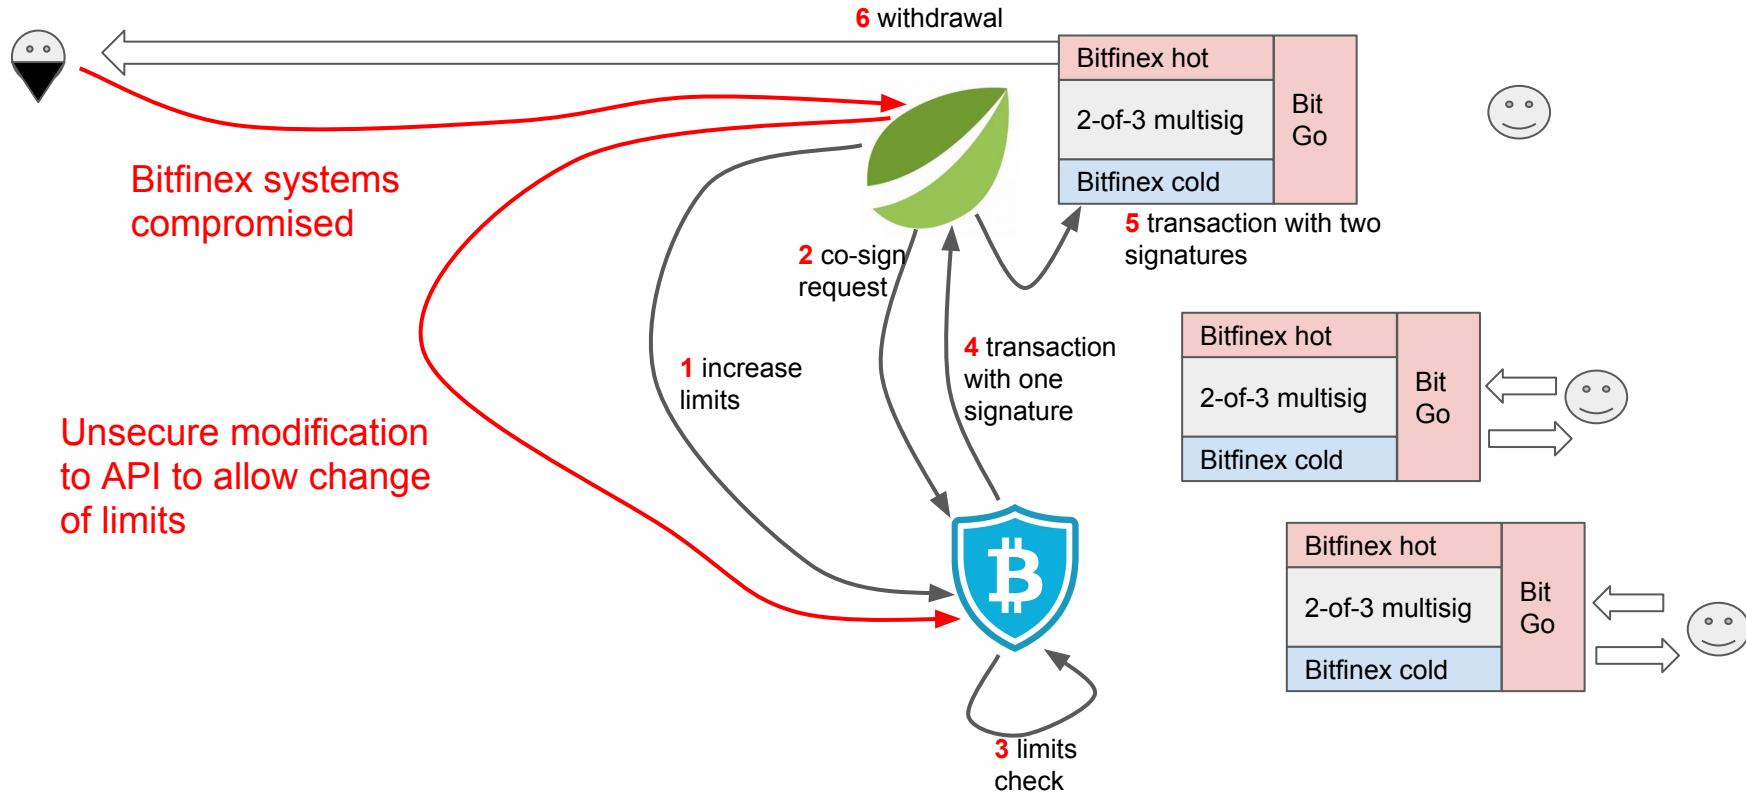 6 withdrawal
Bitfinex hot
2-of-3 multisig
Bitfinex cold
Bit
Go
Bitfinex systems
compromised
5 transaction with two
signatures
2 co-sign
request
1 increase
limits
4 transaction
with one
signature
Bitfinex hot
2-of-3 multisig
Bitfinex cold
Bit
Go
Unsecure modification
to API to allow change
of limits
Bitfinex hot
2-of-3 multisig
Bitfinex cold
Bit
Go
3 limits
check